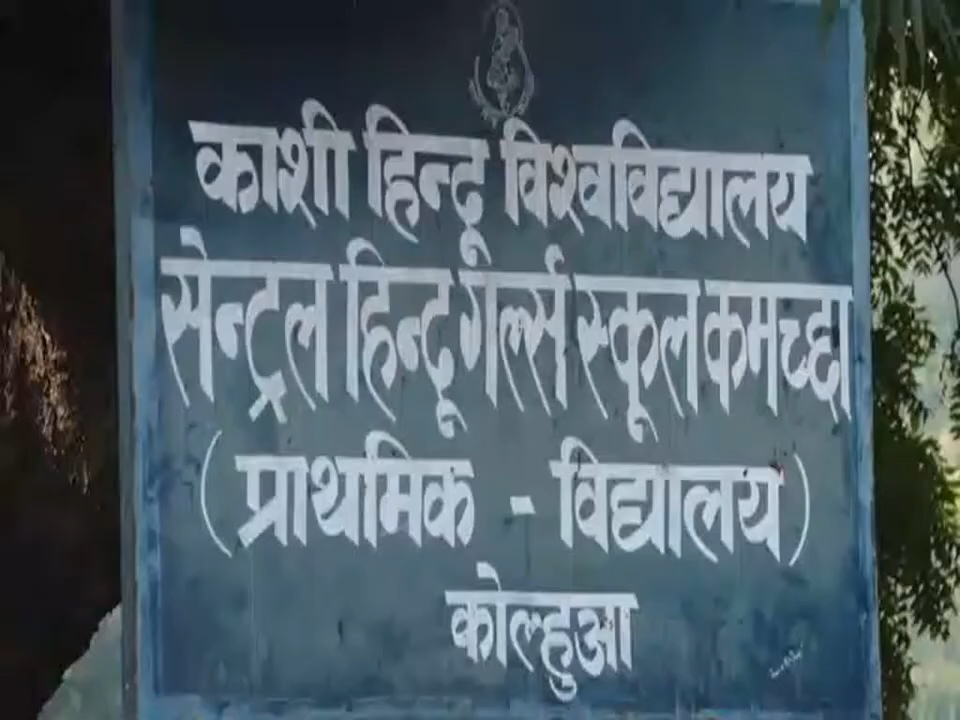 काशी हिन्दू विश्वविद्यालय
सेन्ट्रल हिन्दू गर्ल्स स्कूल कमच्छा
(प्राथमिक - विद्यालय)
कोल्हुआ